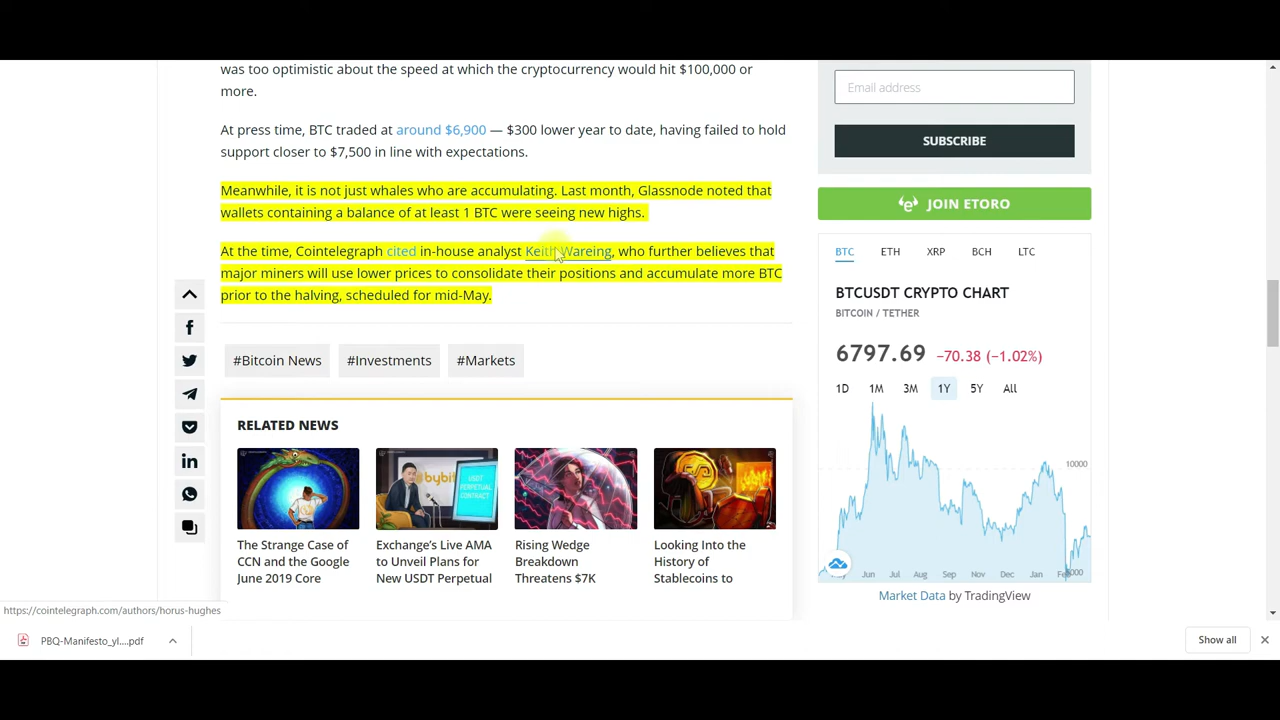 was too optimistic about the speed at which the cryptocurrency would hit $100,000 or
more.
At press time, BTC traded at around $6,900 — $300 lower year to date, having failed to hold
support closer to $7,500 in line with expectations.
Meanwhile, it is not just whales who are accumulating. Last month, Glassnode noted that
wallets containing a balance of at least 1 BTC were seeing new highs.
At the time, Cointelegraph cited in-house analyst Keith Wareing, who further believes that
major miners will use lower prices to consolidate their positions and accumulate more BTC
prior to the halving, scheduled for mid-May.
#Bitcoin News #Investments #Markets
RELATED NEWS
bybit
USDT
PERPETUAL
CONTRACT
The Strange Case of
CCN and the Google
June 2019 Core
Exchange's Live AMA
to Unveil Plans for
New USDT Perpetual
Rising Wedge
Breakdown
Threatens $7K
Looking Into the
History of
Stablecoins to
Email address
SUBSCRIBE
JOIN ETORO
BTC ETH XRP BCH LTC
BTCUSDT CRYPTO CHART
BITCOIN / TETHER
6797.69 −70.38 (−1.02%)
1D 1M 3M 1Y 5Y All
10000
Jun Jul Aug Sep Nov Dec Jan
Market Data by TradingView
https://cointelegraph.com/authors/horus-hughes
PBQ-Manifesto_yl....pdf
Show all